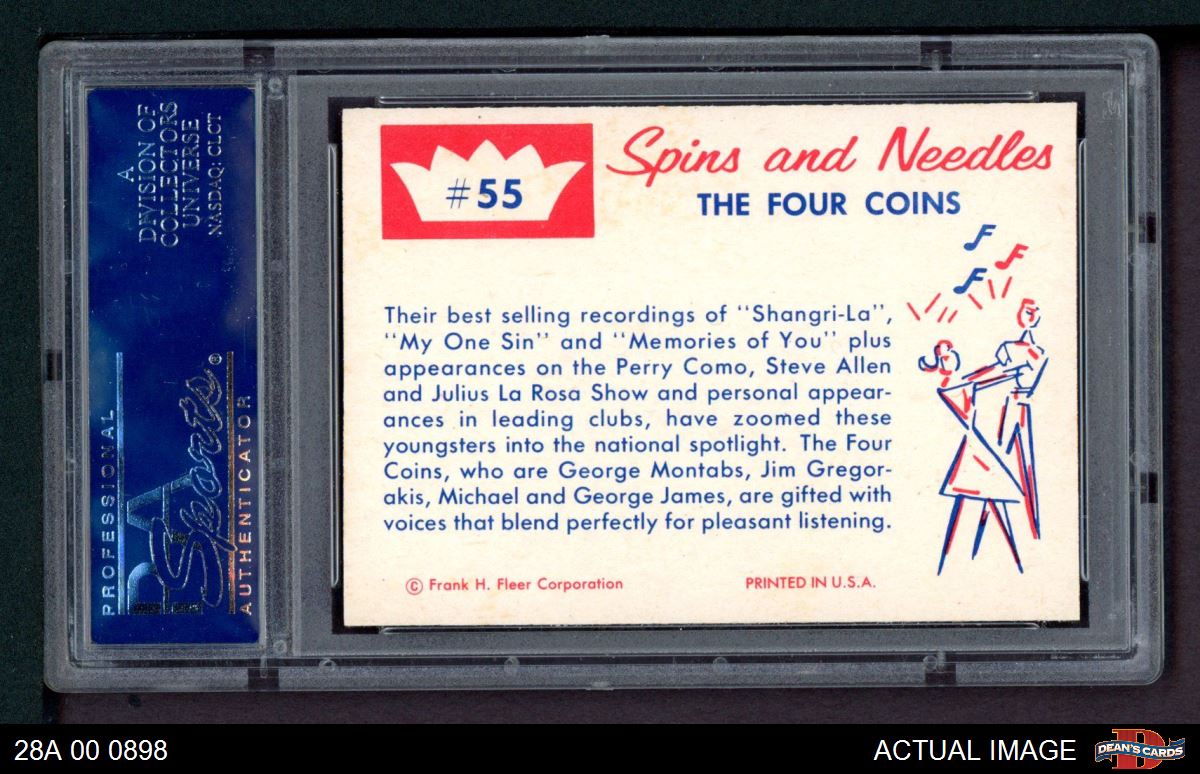 A
DIVISION OF
COLLECTORS
UNIVERSE
NASDAQ: CLCT
PROFESSIONAL
PSA
Sports®
AUTHENTICATOR
#55
Spins and Needles
THE FOUR COINS
Their best selling recordings of "Shangri-La",
"My One Sin" and "Memories of You" plus
appearances on the Perry Como, Steve Allen
and Julius La Rosa Show and personal appear-
ances in leading clubs, have zoomed these
youngsters into the national spotlight. The Four
Coins, who are George Montabs, Jim Gregor-
akis, Michael and George James, are gifted with
voices that blend perfectly for pleasant listening.
© Frank H. Fleer Corporation
PRINTED IN U.S.A.
28A 00 0898
ACTUAL IMAGE
DEAN'S CARDS